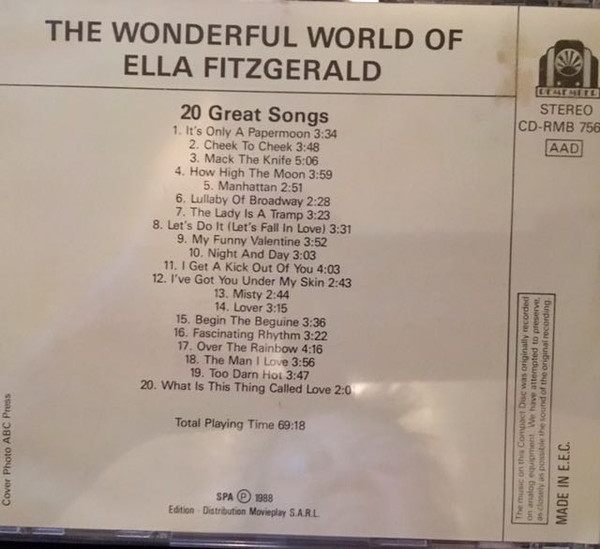 THE WONDERFUL WORLD OF
ELLA FITZGERALD
REMEMBER
STEREO
CD-RMB 756
AAD
20 Great Songs
1. It's Only A Papermoon 3:34
2. Cheek To Cheek 3:48
3. Mack The Knife 5:06
4. How High The Moon 3:59
5. Manhattan 2:51
6. Lullaby Of Broadway 2:28
7. The Lady Is A Tramp 3:23
8. Let's Do It (Let's Fall In Love) 3:31
9. My Funny Valentine 3:52
10. Night And Day 3:03
11. I Get A Kick Out Of You 4:03
12. I've Got You Under My Skin 2:43
13. Misty 2:44
14. Lover 3:15
15. Begin The Beguine 3:36
16. Fascinating Rhythm 3:22
17. Over The Rainbow 4:16
18. The Man I Love 3:56
19. Too Darn Hot 3:47
20. What Is This Thing Called Love 2:0
Total Playing Time 69:18
SPA Ⓟ 1988
Edition - Distribution Movieplay S.A.R.L.
Cover Photo ABC Press
The music on this Compact Disc was originally recorded
on analog equipment. We have attempted to preserve,
as closely as possible the sound of the original recording.
MADE IN E.E.C.